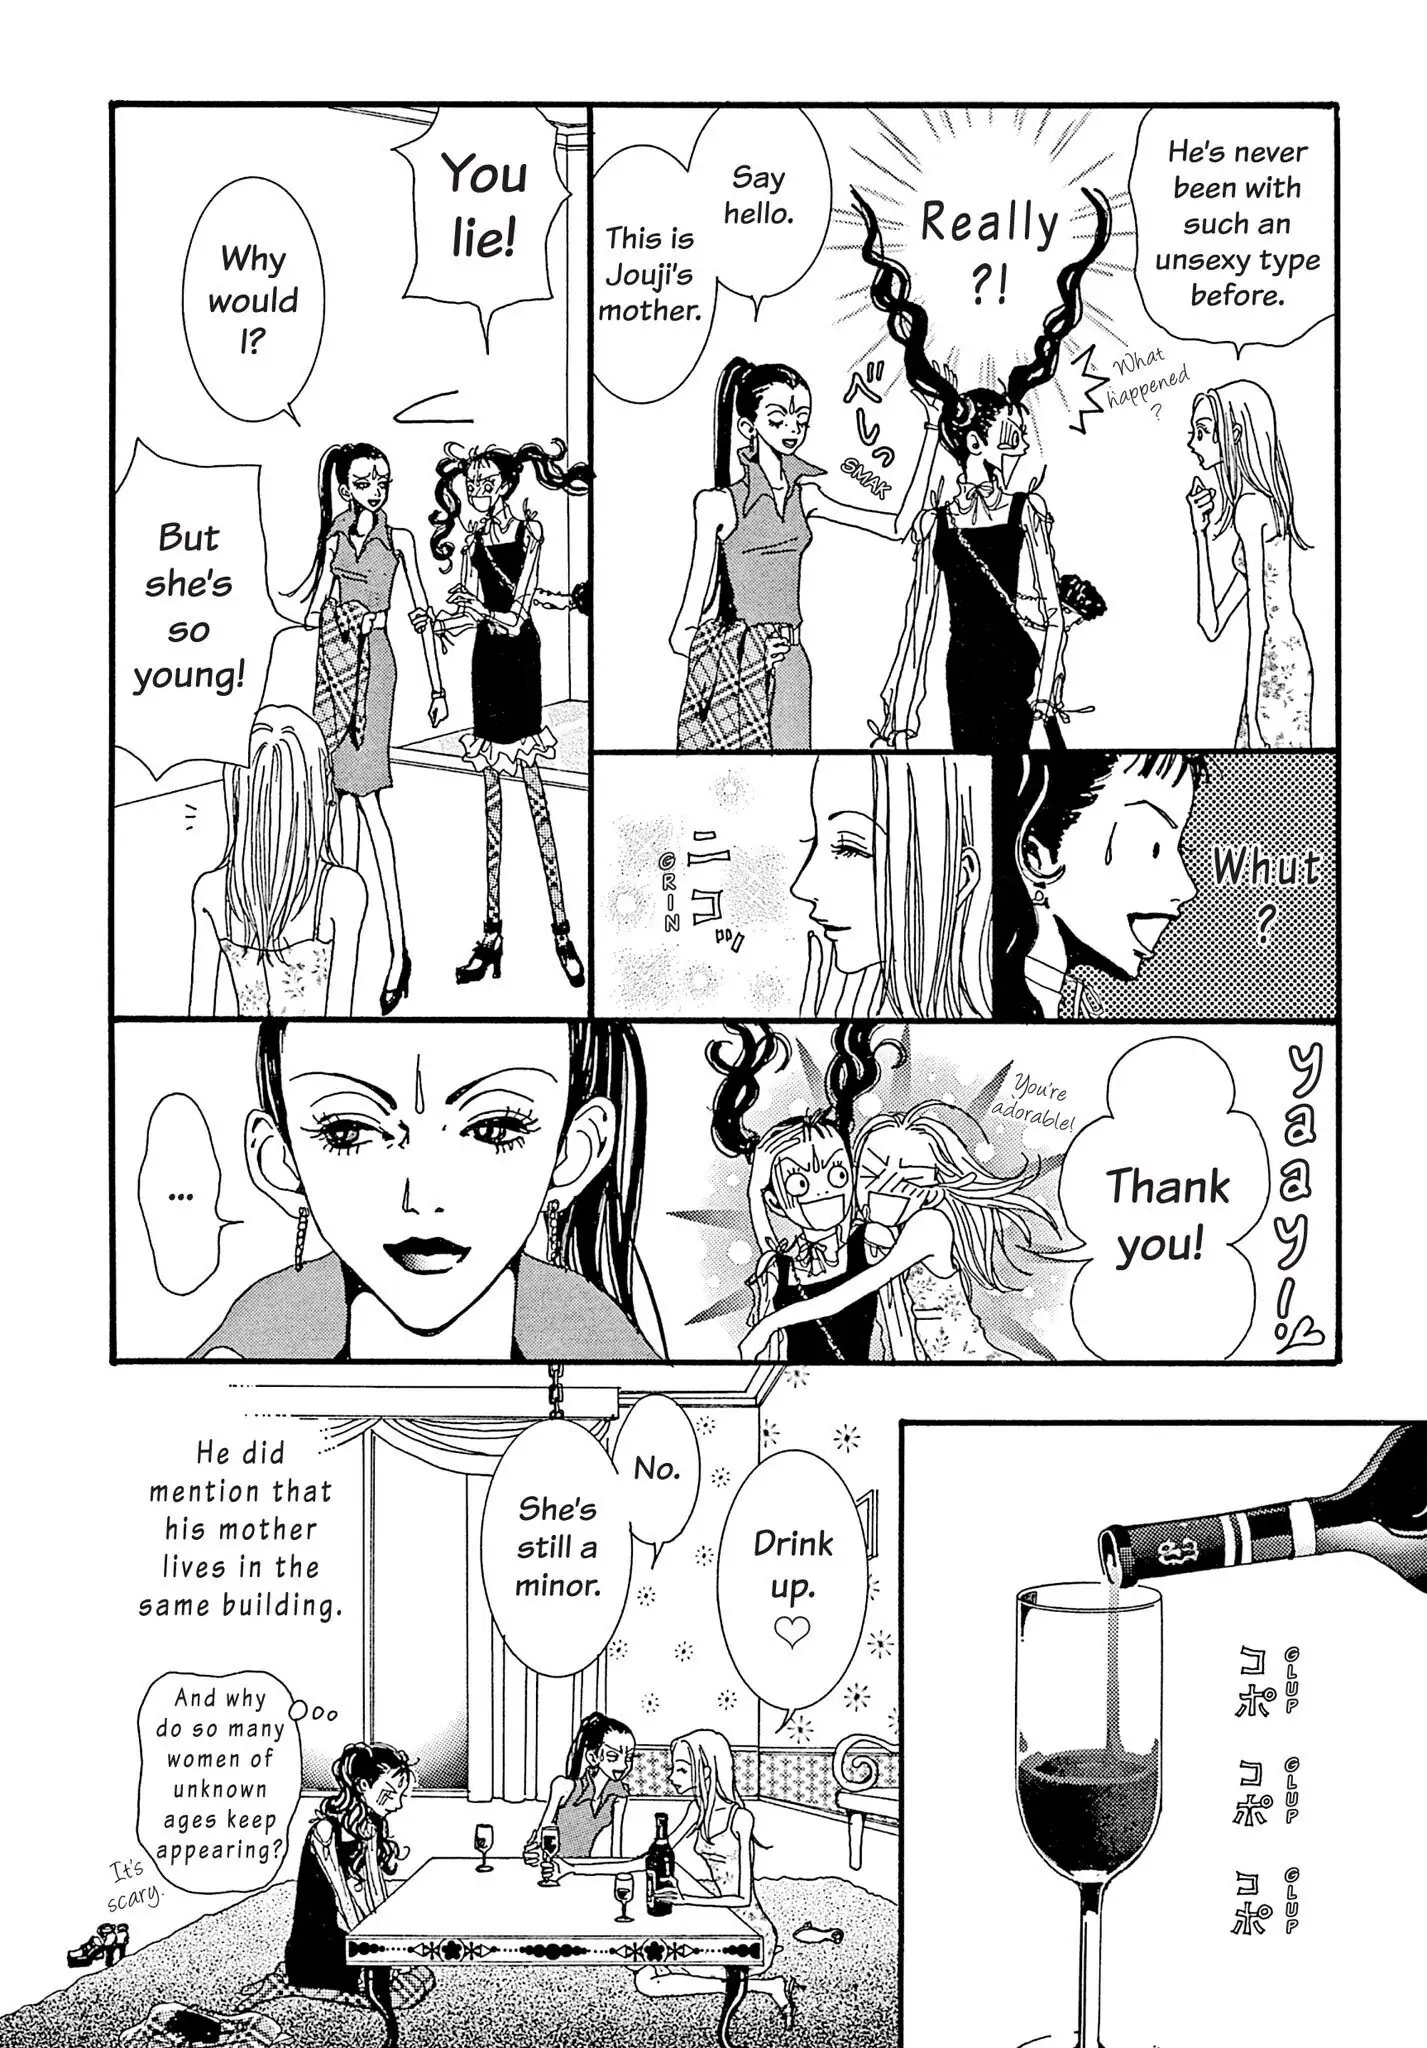 He's never
been with
such an
unsexy type
before.
What
happened
?
Really
?!
Say
hello.
This is
Jouji's
mother.
べしっ
SMAK
You
lie!
Why
would
I?
But
she's
so
young!
Whut
?
ニコッ
GRIN
yaaay!♡
Thank
you!
You're
adorable!
...
コポ
GLUP
コポ
GLUP
コポ
GLUP
Drink
up.
♡
No.
She's
still a
minor.
He did
mention that
his mother
lives in the
same building.
And why
do so many
women of
unknown
ages keep
appearing?
It's
scary.